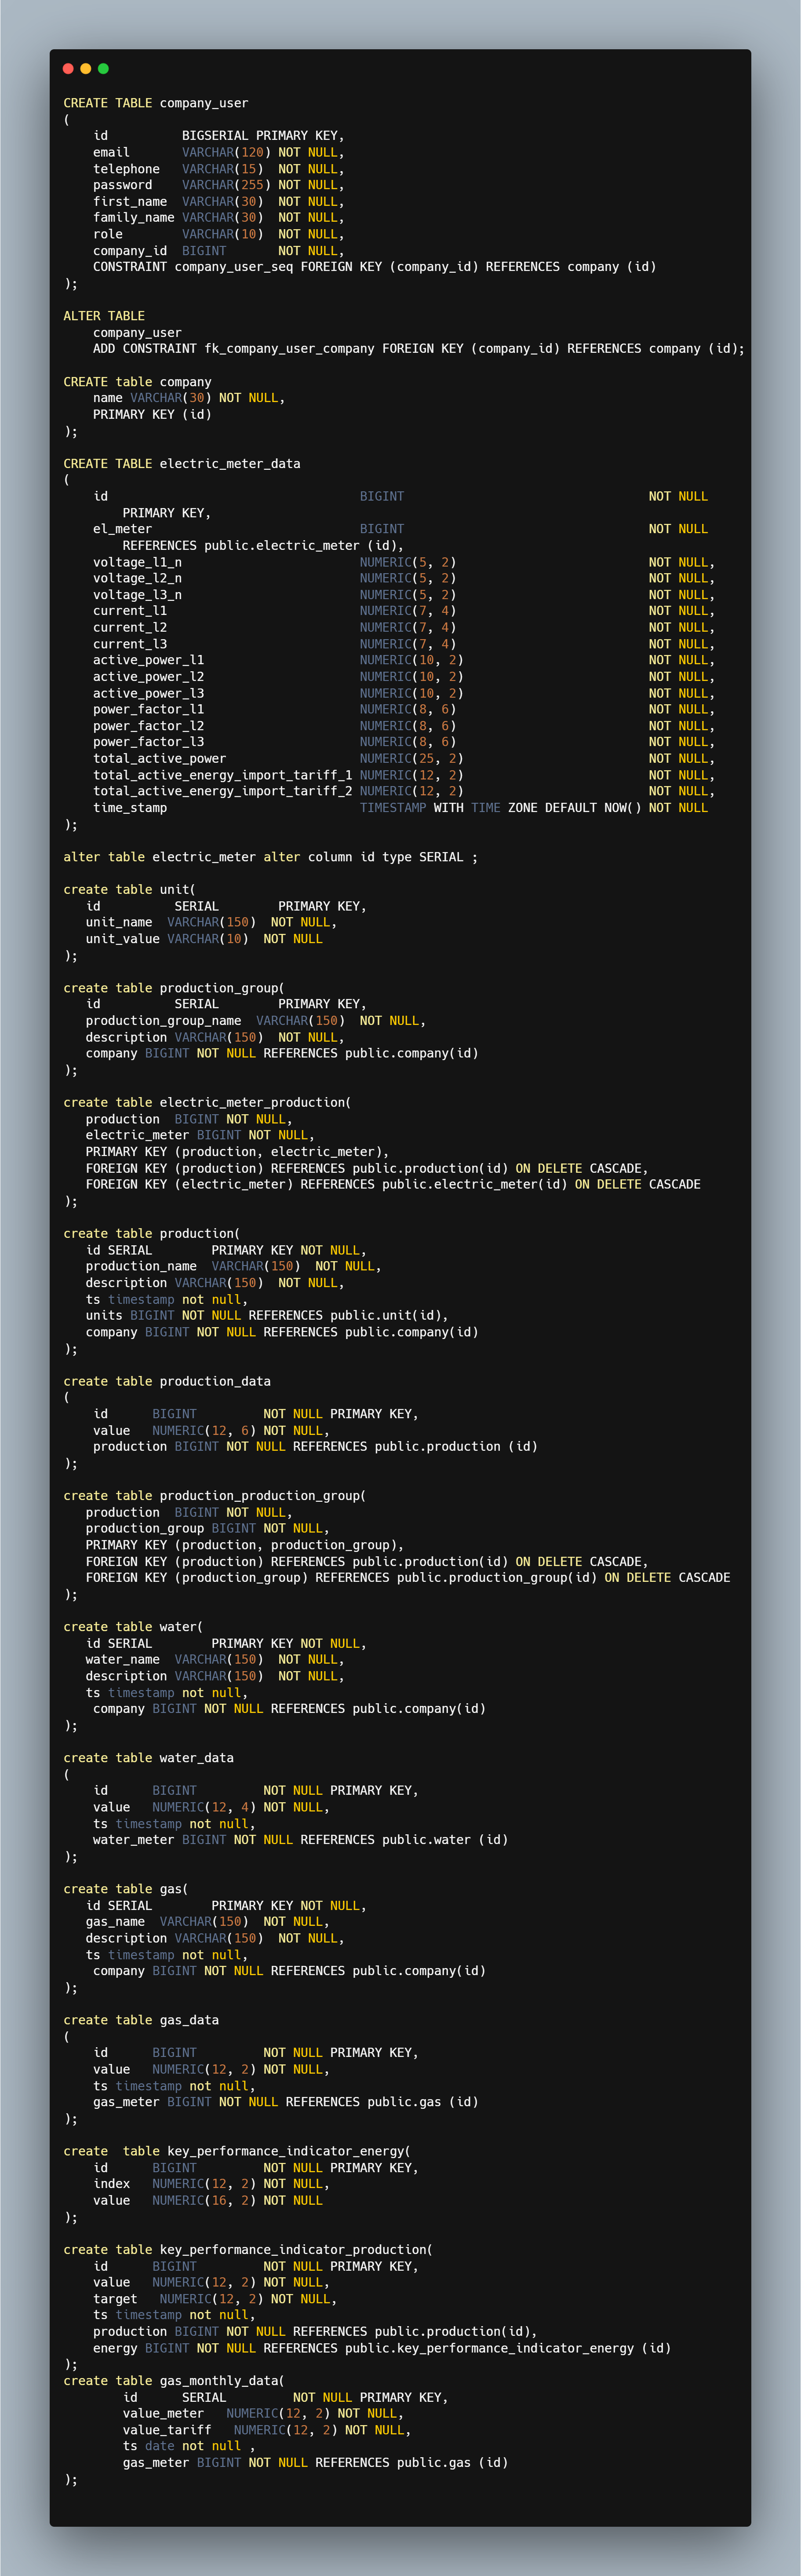 CREATE TABLE company_user
(
    id          BIGSERIAL PRIMARY KEY,
    email       VARCHAR(120) NOT NULL,
    telephone   VARCHAR(15)  NOT NULL,
    password    VARCHAR(255) NOT NULL,
    first_name  VARCHAR(30)  NOT NULL,
    family_name VARCHAR(30)  NOT NULL,
    role        VARCHAR(10)  NOT NULL,
    company_id  BIGINT       NOT NULL,
    CONSTRAINT company_user_seq FOREIGN KEY (company_id) REFERENCES company (id)
);

ALTER TABLE
    company_user
    ADD CONSTRAINT fk_company_user_company FOREIGN KEY (company_id) REFERENCES company (id);

CREATE table company
    name VARCHAR(30) NOT NULL,
    PRIMARY KEY (id)
);

CREATE TABLE electric_meter_data
(
    id                                  BIGINT                                 NOT NULL
        PRIMARY KEY,
    el_meter                            BIGINT                                 NOT NULL
        REFERENCES public.electric_meter (id),
    voltage_l1_n                        NUMERIC(5, 2)                          NOT NULL,
    voltage_l2_n                        NUMERIC(5, 2)                          NOT NULL,
    voltage_l3_n                        NUMERIC(5, 2)                          NOT NULL,
    current_l1                          NUMERIC(7, 4)                          NOT NULL,
    current_l2                          NUMERIC(7, 4)                          NOT NULL,
    current_l3                          NUMERIC(7, 4)                          NOT NULL,
    active_power_l1                     NUMERIC(10, 2)                         NOT NULL,
    active_power_l2                     NUMERIC(10, 2)                         NOT NULL,
    active_power_l3                     NUMERIC(10, 2)                         NOT NULL,
    power_factor_l1                     NUMERIC(8, 6)                          NOT NULL,
    power_factor_l2                     NUMERIC(8, 6)                          NOT NULL,
    power_factor_l3                     NUMERIC(8, 6)                          NOT NULL,
    total_active_power                  NUMERIC(25, 2)                         NOT NULL,
    total_active_energy_import_tariff_1 NUMERIC(12, 2)                         NOT NULL,
    total_active_energy_import_tariff_2 NUMERIC(12, 2)                         NOT NULL,
    time_stamp                          TIMESTAMP WITH TIME ZONE DEFAULT NOW() NOT NULL
);

alter table electric_meter alter column id type SERIAL ;

create table unit(
   id          SERIAL        PRIMARY KEY,
   unit_name  VARCHAR(150)  NOT NULL,
   unit_value VARCHAR(10)  NOT NULL
);

create table production_group(
   id          SERIAL        PRIMARY KEY,
   production_group_name  VARCHAR(150)  NOT NULL,
   description VARCHAR(150)  NOT NULL,
   company BIGINT NOT NULL REFERENCES public.company(id)
);

create table electric_meter_production(
   production  BIGINT NOT NULL,
   electric_meter BIGINT NOT NULL,
   PRIMARY KEY (production, electric_meter),
   FOREIGN KEY (production) REFERENCES public.production(id) ON DELETE CASCADE,
   FOREIGN KEY (electric_meter) REFERENCES public.electric_meter(id) ON DELETE CASCADE
);

create table production(
   id SERIAL        PRIMARY KEY NOT NULL,
   production_name  VARCHAR(150)  NOT NULL,
   description VARCHAR(150)  NOT NULL,
   ts timestamp not null,
   units BIGINT NOT NULL REFERENCES public.unit(id),
   company BIGINT NOT NULL REFERENCES public.company(id)
);

create table production_data
(
    id      BIGINT         NOT NULL PRIMARY KEY,
    value   NUMERIC(12, 6) NOT NULL,
    production BIGINT NOT NULL REFERENCES public.production (id)
);

create table production_production_group(
   production  BIGINT NOT NULL,
   production_group BIGINT NOT NULL,
   PRIMARY KEY (production, production_group),
   FOREIGN KEY (production) REFERENCES public.production(id) ON DELETE CASCADE,
   FOREIGN KEY (production_group) REFERENCES public.production_group(id) ON DELETE CASCADE
);

create table water(
   id SERIAL        PRIMARY KEY NOT NULL,
   water_name  VARCHAR(150)  NOT NULL,
   description VARCHAR(150)  NOT NULL,
   ts timestamp not null,
    company BIGINT NOT NULL REFERENCES public.company(id)
);

create table water_data
(
    id      BIGINT         NOT NULL PRIMARY KEY,
    value   NUMERIC(12, 4) NOT NULL,
    ts timestamp not null,
    water_meter BIGINT NOT NULL REFERENCES public.water (id)
);

create table gas(
   id SERIAL        PRIMARY KEY NOT NULL,
   gas_name  VARCHAR(150)  NOT NULL,
   description VARCHAR(150)  NOT NULL,
   ts timestamp not null,
    company BIGINT NOT NULL REFERENCES public.company(id)
);

create table gas_data
(
    id      BIGINT         NOT NULL PRIMARY KEY,
    value   NUMERIC(12, 2) NOT NULL,
    ts timestamp not null,
    gas_meter BIGINT NOT NULL REFERENCES public.gas (id)
);

create  table key_performance_indicator_energy(
    id      BIGINT         NOT NULL PRIMARY KEY,
    index   NUMERIC(12, 2) NOT NULL,
    value   NUMERIC(16, 2) NOT NULL
);

create table key_performance_indicator_production(
    id      BIGINT         NOT NULL PRIMARY KEY,
    value   NUMERIC(12, 2) NOT NULL,
    target   NUMERIC(12, 2) NOT NULL,
    ts timestamp not null,
    production BIGINT NOT NULL REFERENCES public.production(id),
    energy BIGINT NOT NULL REFERENCES public.key_performance_indicator_energy (id)
);
create table gas_monthly_data(
        id      SERIAL         NOT NULL PRIMARY KEY,
        value_meter   NUMERIC(12, 2) NOT NULL,
        value_tariff   NUMERIC(12, 2) NOT NULL,
        ts date not null ,
        gas_meter BIGINT NOT NULL REFERENCES public.gas (id)
);